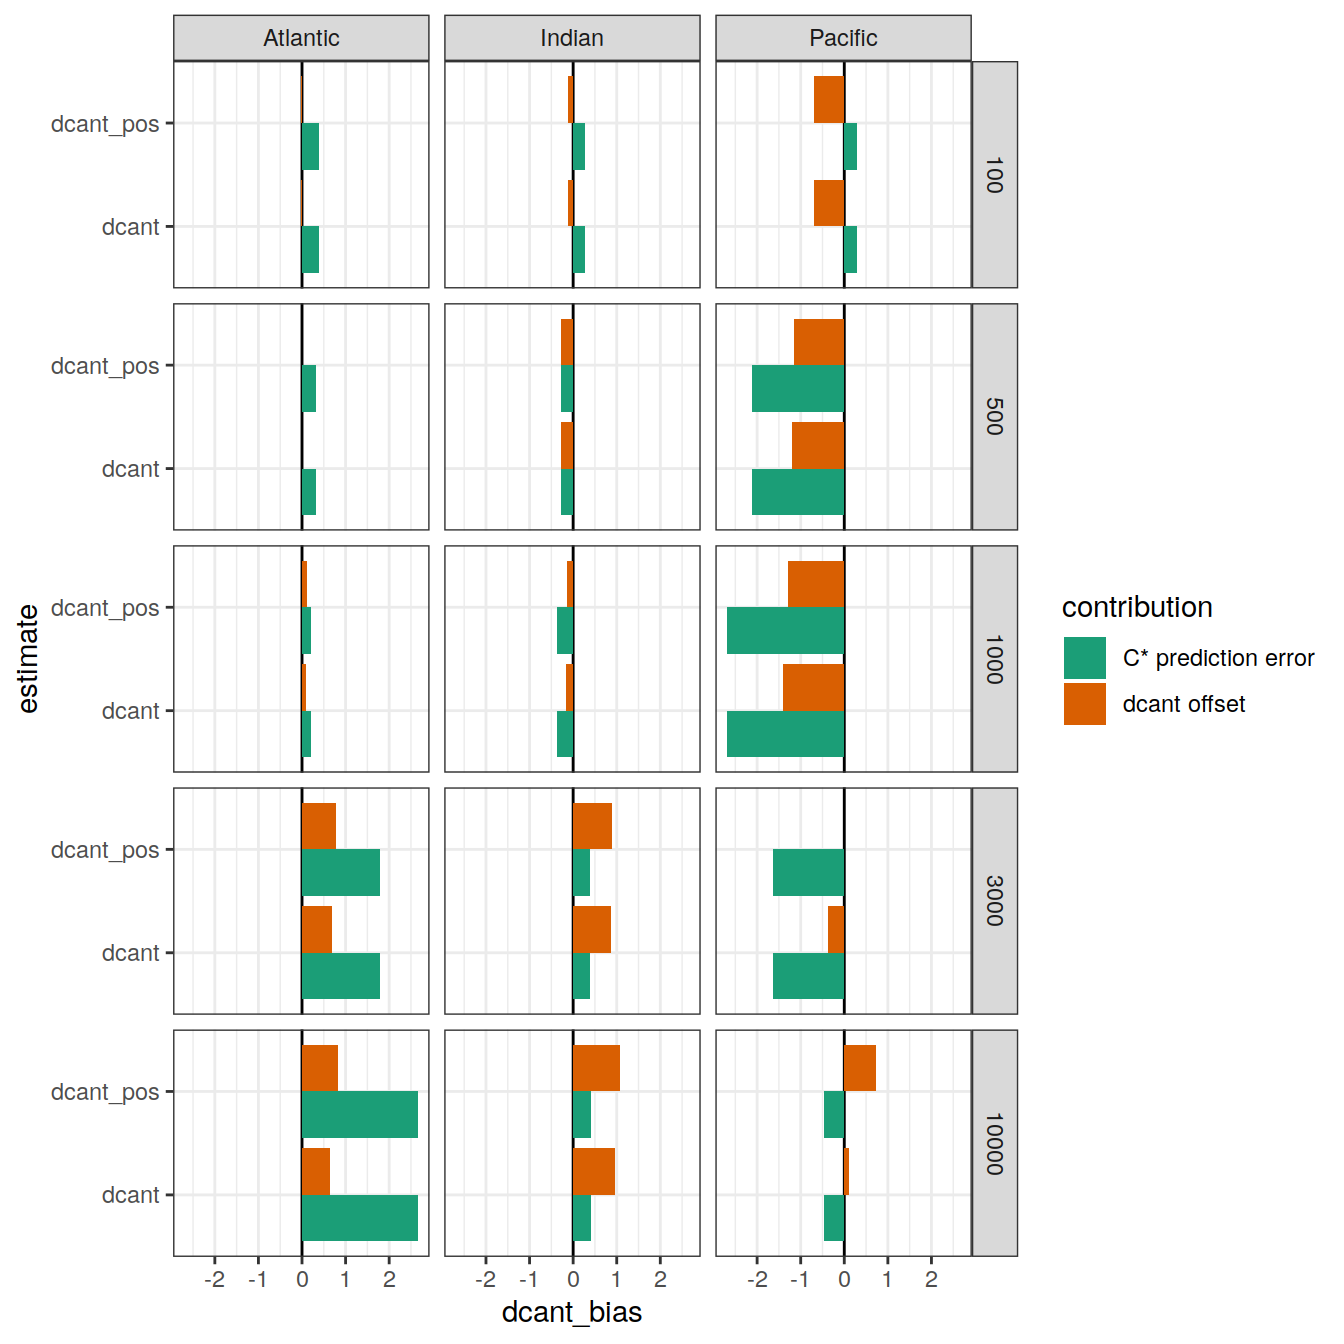 Atlantic
Indian
Pacific
dcant_pos
dcant
100
dcant_pos
dcant
500
dcant_pos
dcant
1000
dcant_pos
dcant
3000
dcant_pos
dcant
10000
-2 -1 0 1 2
-2 -1 0 1 2
-2 -1 0 1 2
dcant_bias
estimate
contribution
C* prediction error
dcant offset